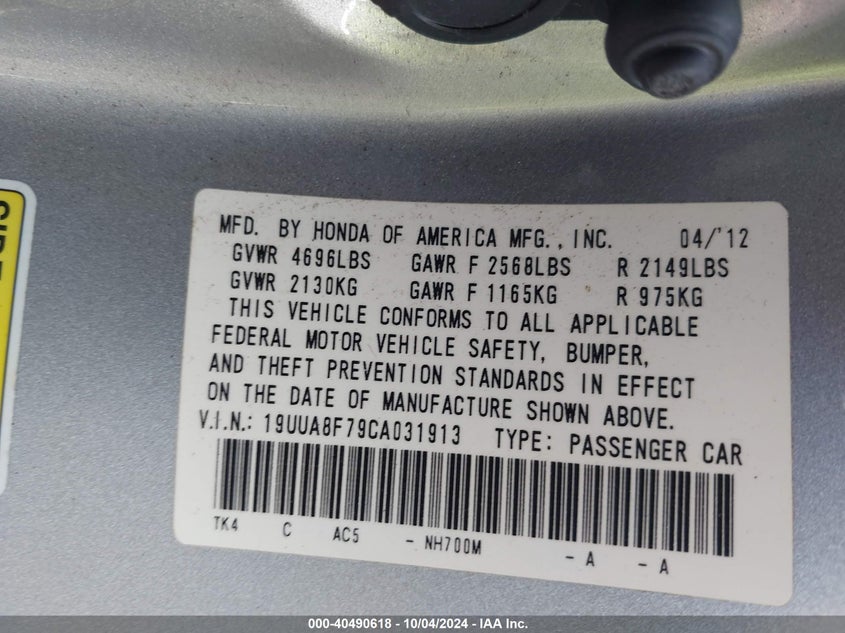 MFD. BY HONDA OF AMERICA MFG., INC. 04/'12
GVWR 4696LBS GAWR F 2568LBS R 2149LBS
GVWR 2130KG GAWR F 1165KG R 975KG
THIS VEHICLE CONFORMS TO ALL APPLICABLE
FEDERAL MOTOR VEHICLE SAFETY, BUMPER,
AND THEFT PREVENTION STANDARDS IN EFFECT
ON THE DATE OF MANUFACTURE SHOWN ABOVE.
V.I.N.: 19UUA8F79CA031913 TYPE: PASSENGER CAR
TK4 C AC5 - NH700M - A - A
000-40490618 - 10/04/2024 - IAA Inc.